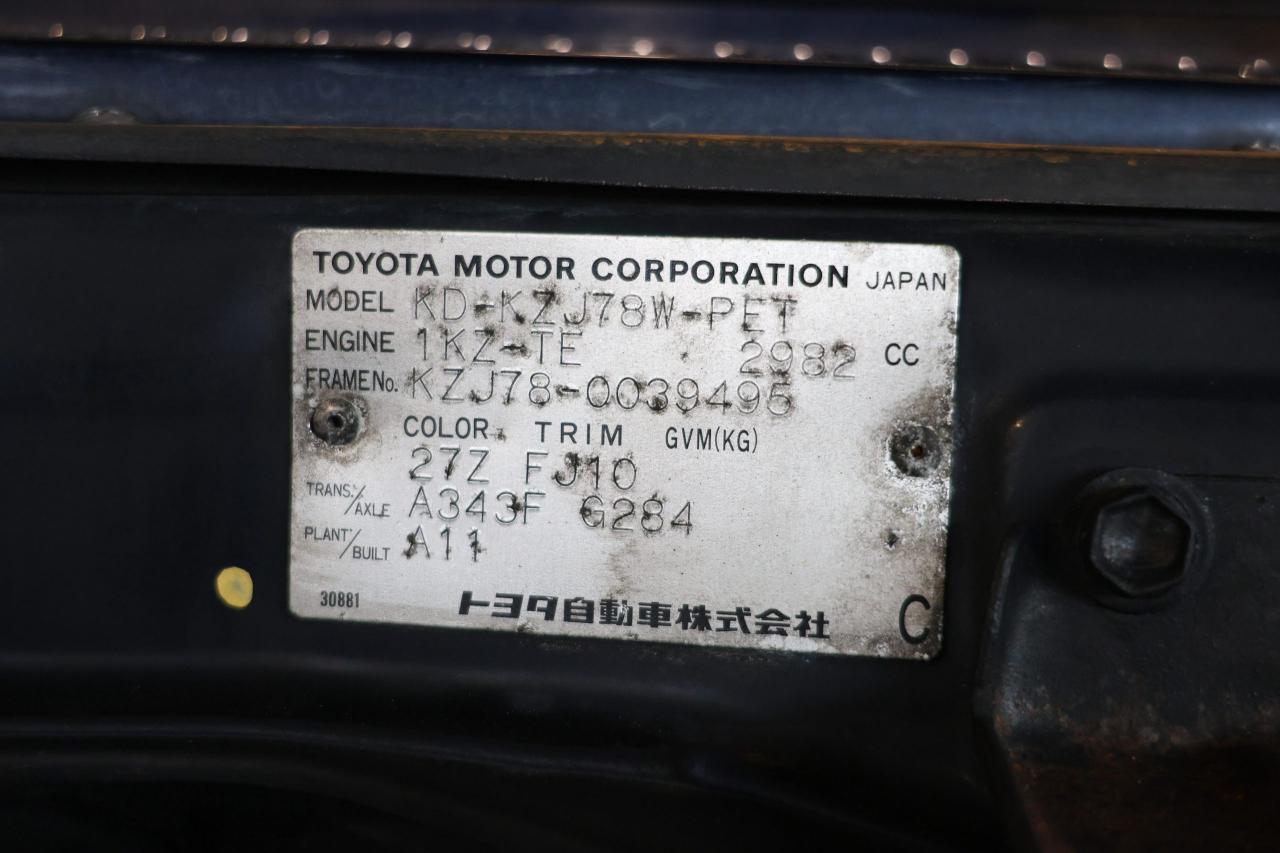 TOYOTA MOTOR CORPORATION JAPAN
MODEL KD-KZJ78W-PET
ENGINE 1KZ-TE 2982 CC
FRAME No. KZJ78-0039495
COLOR TRIM GVM(KG)
27Z FJ10
TRANS./AXLE A343F G284
PLANT/BUILT A11
30881 トヨタ自動車株式会社 C